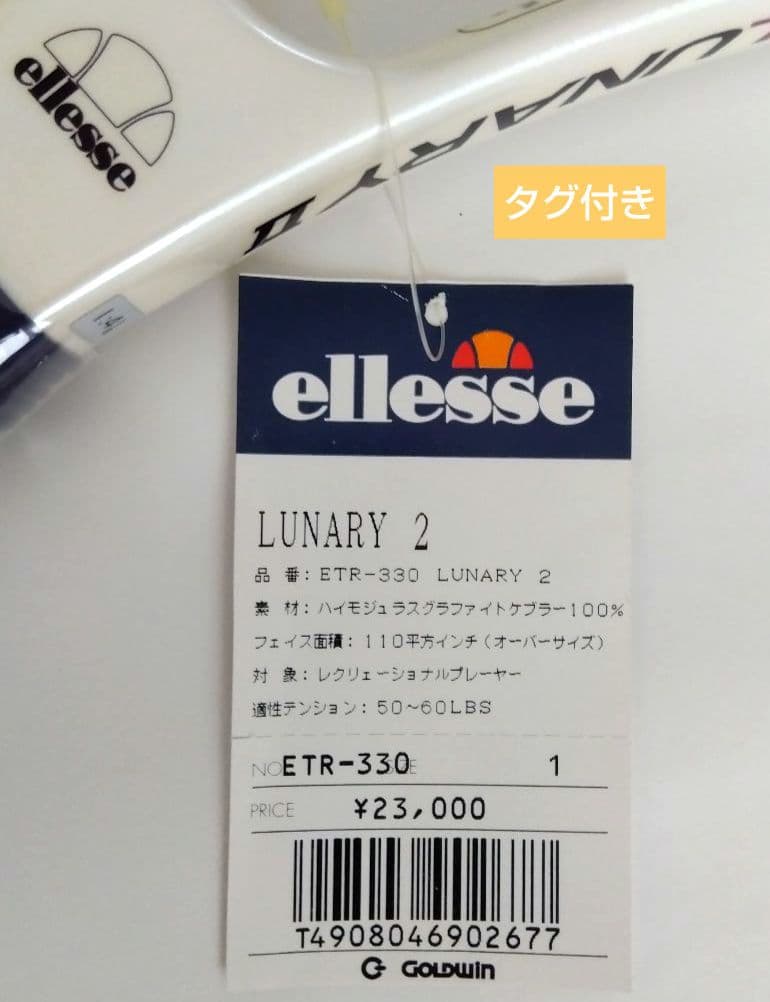 ellesse
LUNARY II
タグ付き
ellesse
LUNARY 2
品 番：ETR-330 LUNARY 2
素 材：ハイモジュラスグラファイトケブラー100%
フェイス面積：110平方インチ（オーバーサイズ）
対 象：レクリェーショナルプレーヤー
適性テンション：50〜60LBS
NO ETR-330 SIZE 1
PRICE ¥23,000
T4908046902677
GOLDWIN